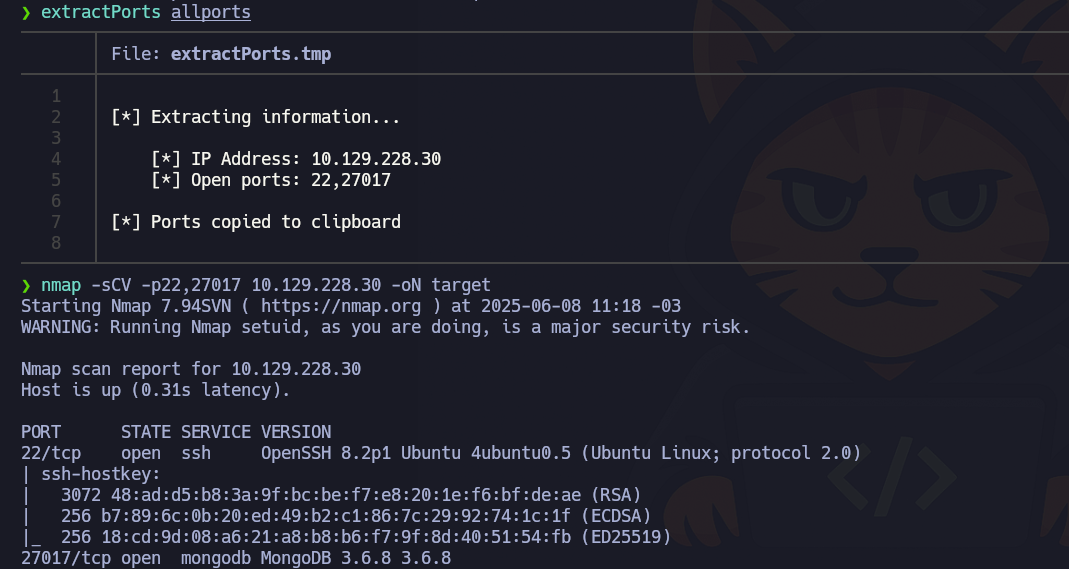 ❯ extractPorts allports
File: extractPorts.tmp
1
2 [*] Extracting information...
3
4 [*] IP Address: 10.129.228.30
5 [*] Open ports: 22,27017
6
7 [*] Ports copied to clipboard
8
❯ nmap -sCV -p22,27017 10.129.228.30 -oN target
Starting Nmap 7.94SVN ( https://nmap.org ) at 2025-06-08 11:18 -03
WARNING: Running Nmap setuid, as you are doing, is a major security risk.
Nmap scan report for 10.129.228.30
Host is up (0.31s latency).
PORT      STATE SERVICE VERSION
22/tcp    open  ssh     OpenSSH 8.2p1 Ubuntu 4ubuntu0.5 (Ubuntu Linux; protocol 2.0)
| ssh-hostkey:
|   3072 48:ad:d5:b8:3a:9f:bc:be:f7:e8:20:1e:f6:bf:de:ae (RSA)
|   256 b7:89:6c:0b:20:ed:49:b2:c1:86:7c:29:92:74:1c:1f (ECDSA)
|_  256 18:cd:9d:08:a6:21:a8:b8:b6:f7:9f:8d:40:51:54:fb (ED25519)
27017/tcp open  mongodb MongoDB 3.6.8 3.6.8